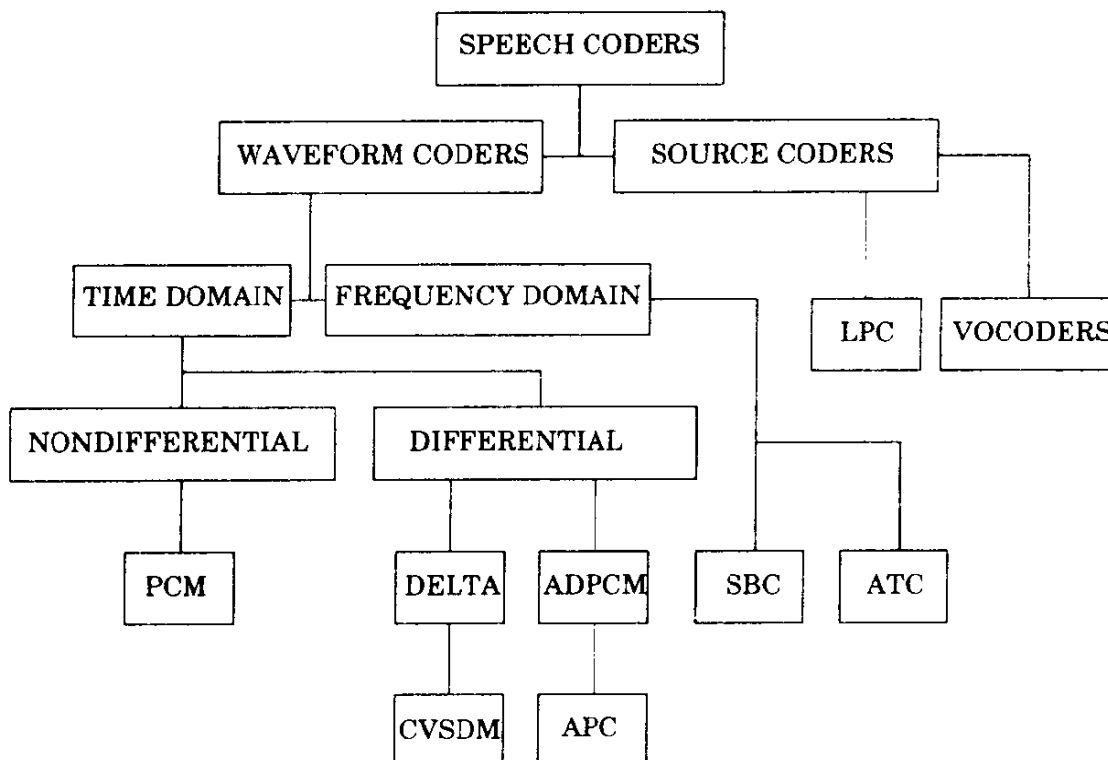 SPEECH CODERS
WAVEFORM CODERS
SOURCE CODERS
TIME DOMAIN
FREQUENCY DOMAIN
LPC
VOCODERS
NONDIFFERENTIAL
DIFFERENTIAL
PCM
DELTA
ADPCM
SBC
ATC
CVSDM
APC